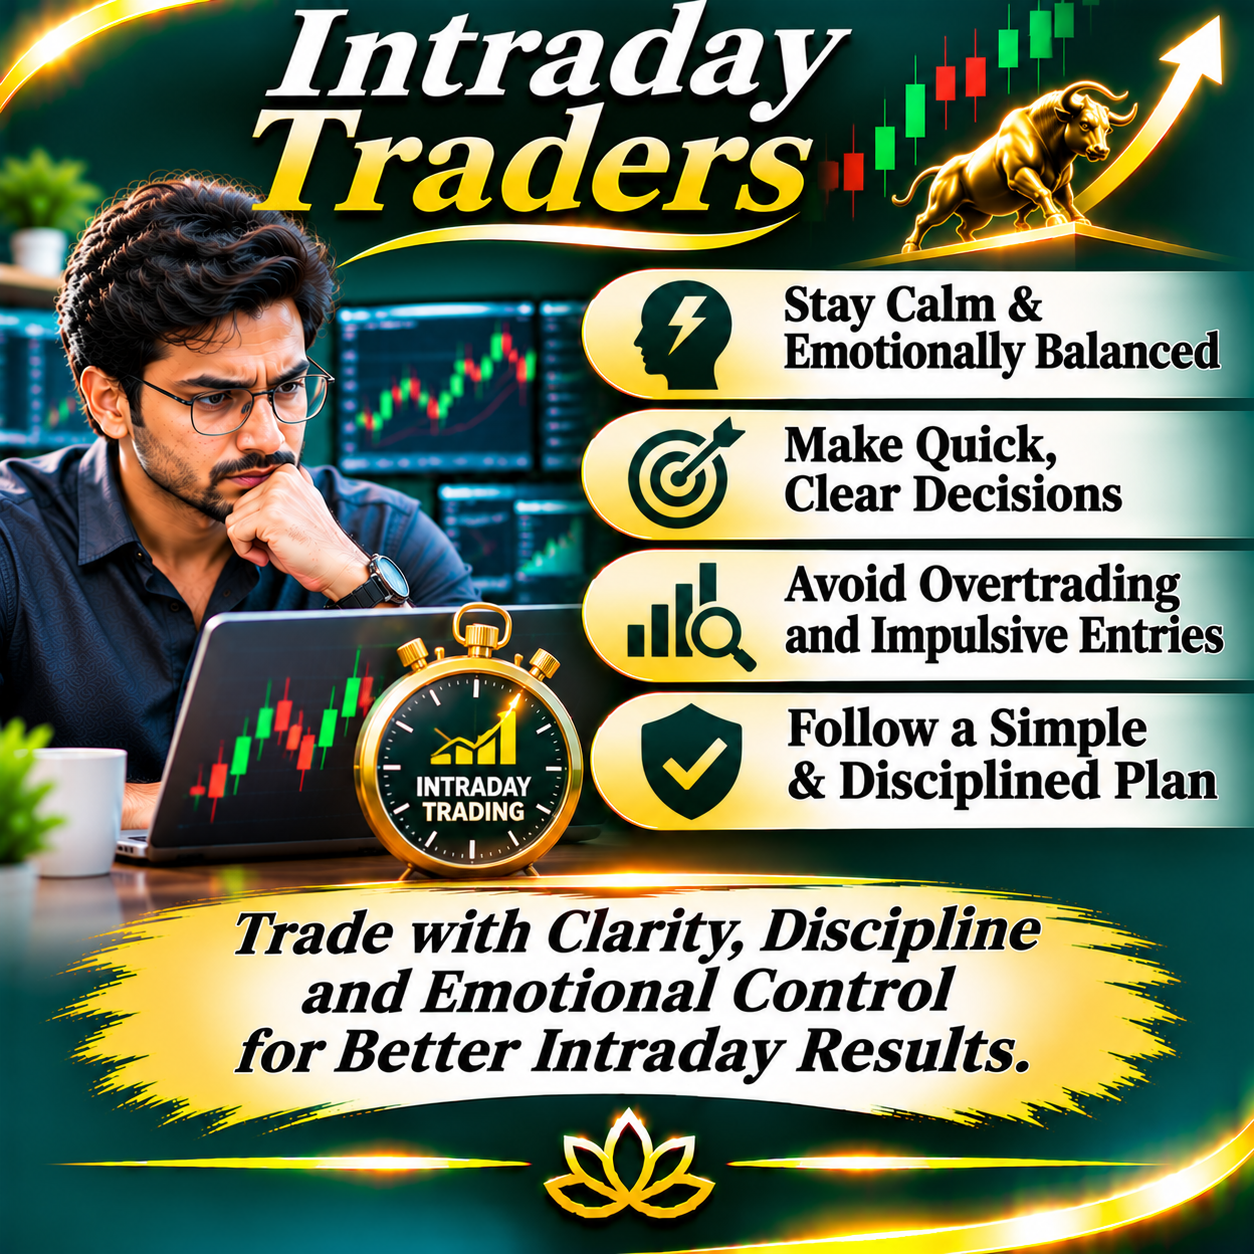 Intraday
Traders
Stay Calm &
Emotionally Balanced
Make Quick,
Clear Decisions
Avoid Overtrading
and Impulsive Entries
Follow a Simple
& Disciplined Plan
INTRADAY
TRADING
Trade with Clarity, Discipline
and Emotional Control
for Better Intraday Results.